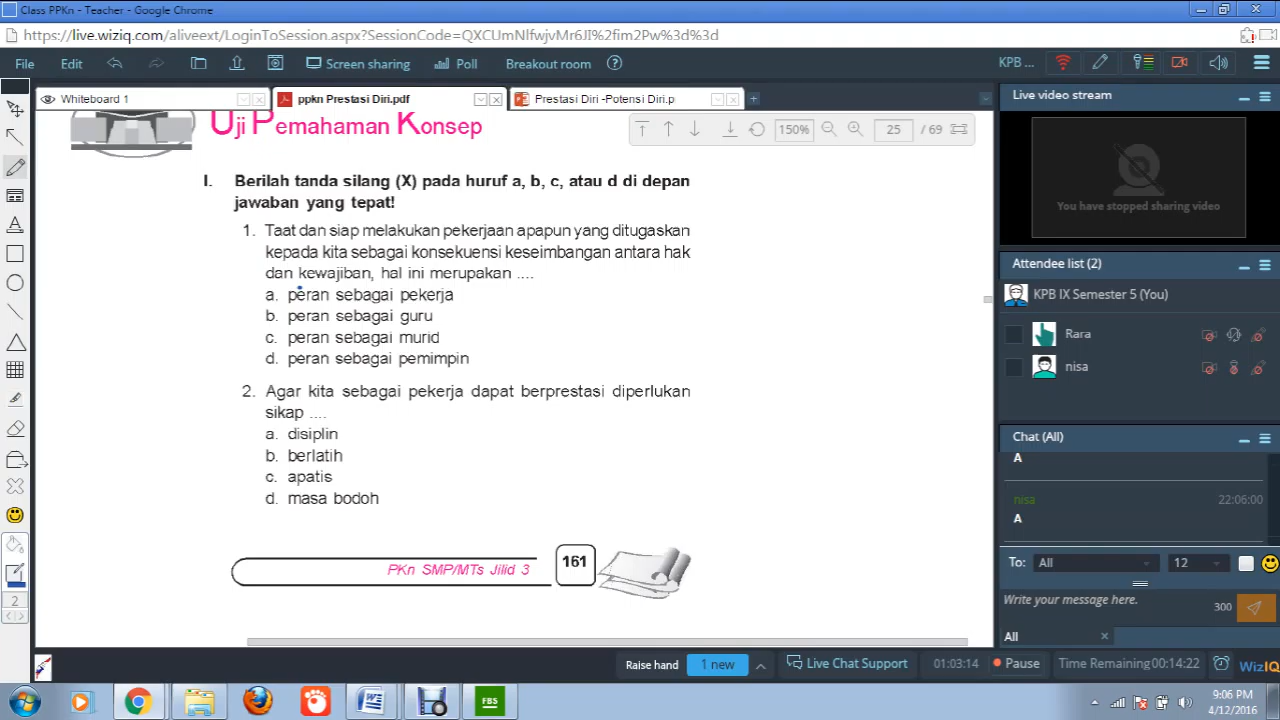 Class PPKn - Teacher - Google Chrome
https://live.wiziq.com/aliveext/LoginToSession.aspx?SessionCode=QXCUmNlfwjvMr6JI%2fim2Pw%3d%3d
File Edit Screen sharing Poll Breakout room KPB ...
Whiteboard 1 ppkn Prestasi Diri.pdf Prestasi Diri -Potensi Diri.p
Live video stream
Uji Pemahaman Konsep
150% 25 / 69
I. Berilah tanda silang (X) pada huruf a, b, c, atau d di depan
jawaban yang tepat!
1. Taat dan siap melakukan pekerjaan apapun yang ditugaskan
kepada kita sebagai konsekuensi keseimbangan antara hak
dan kewajiban, hal ini merupakan ....
a. peran sebagai pekerja
b. peran sebagai guru
c. peran sebagai murid
d. peran sebagai pemimpin
2. Agar kita sebagai pekerja dapat berprestasi diperlukan
sikap ....
a. disiplin
b. berlatih
c. apatis
d. masa bodoh
161
PKn SMP/MTs Jilid 3
You have stopped sharing video
Attendee list (2)
KPB IX Semester 5 (You)
Rara
nisa
Chat (All)
A
nisa 22:06:00
A
To: All 12
Write your message here. 300
All
2
Raise hand 1 new Live Chat Support 01:03:14 Pause Time Remaining 00:14:22 WizIQ
FBS
9:06 PM
4/12/2016